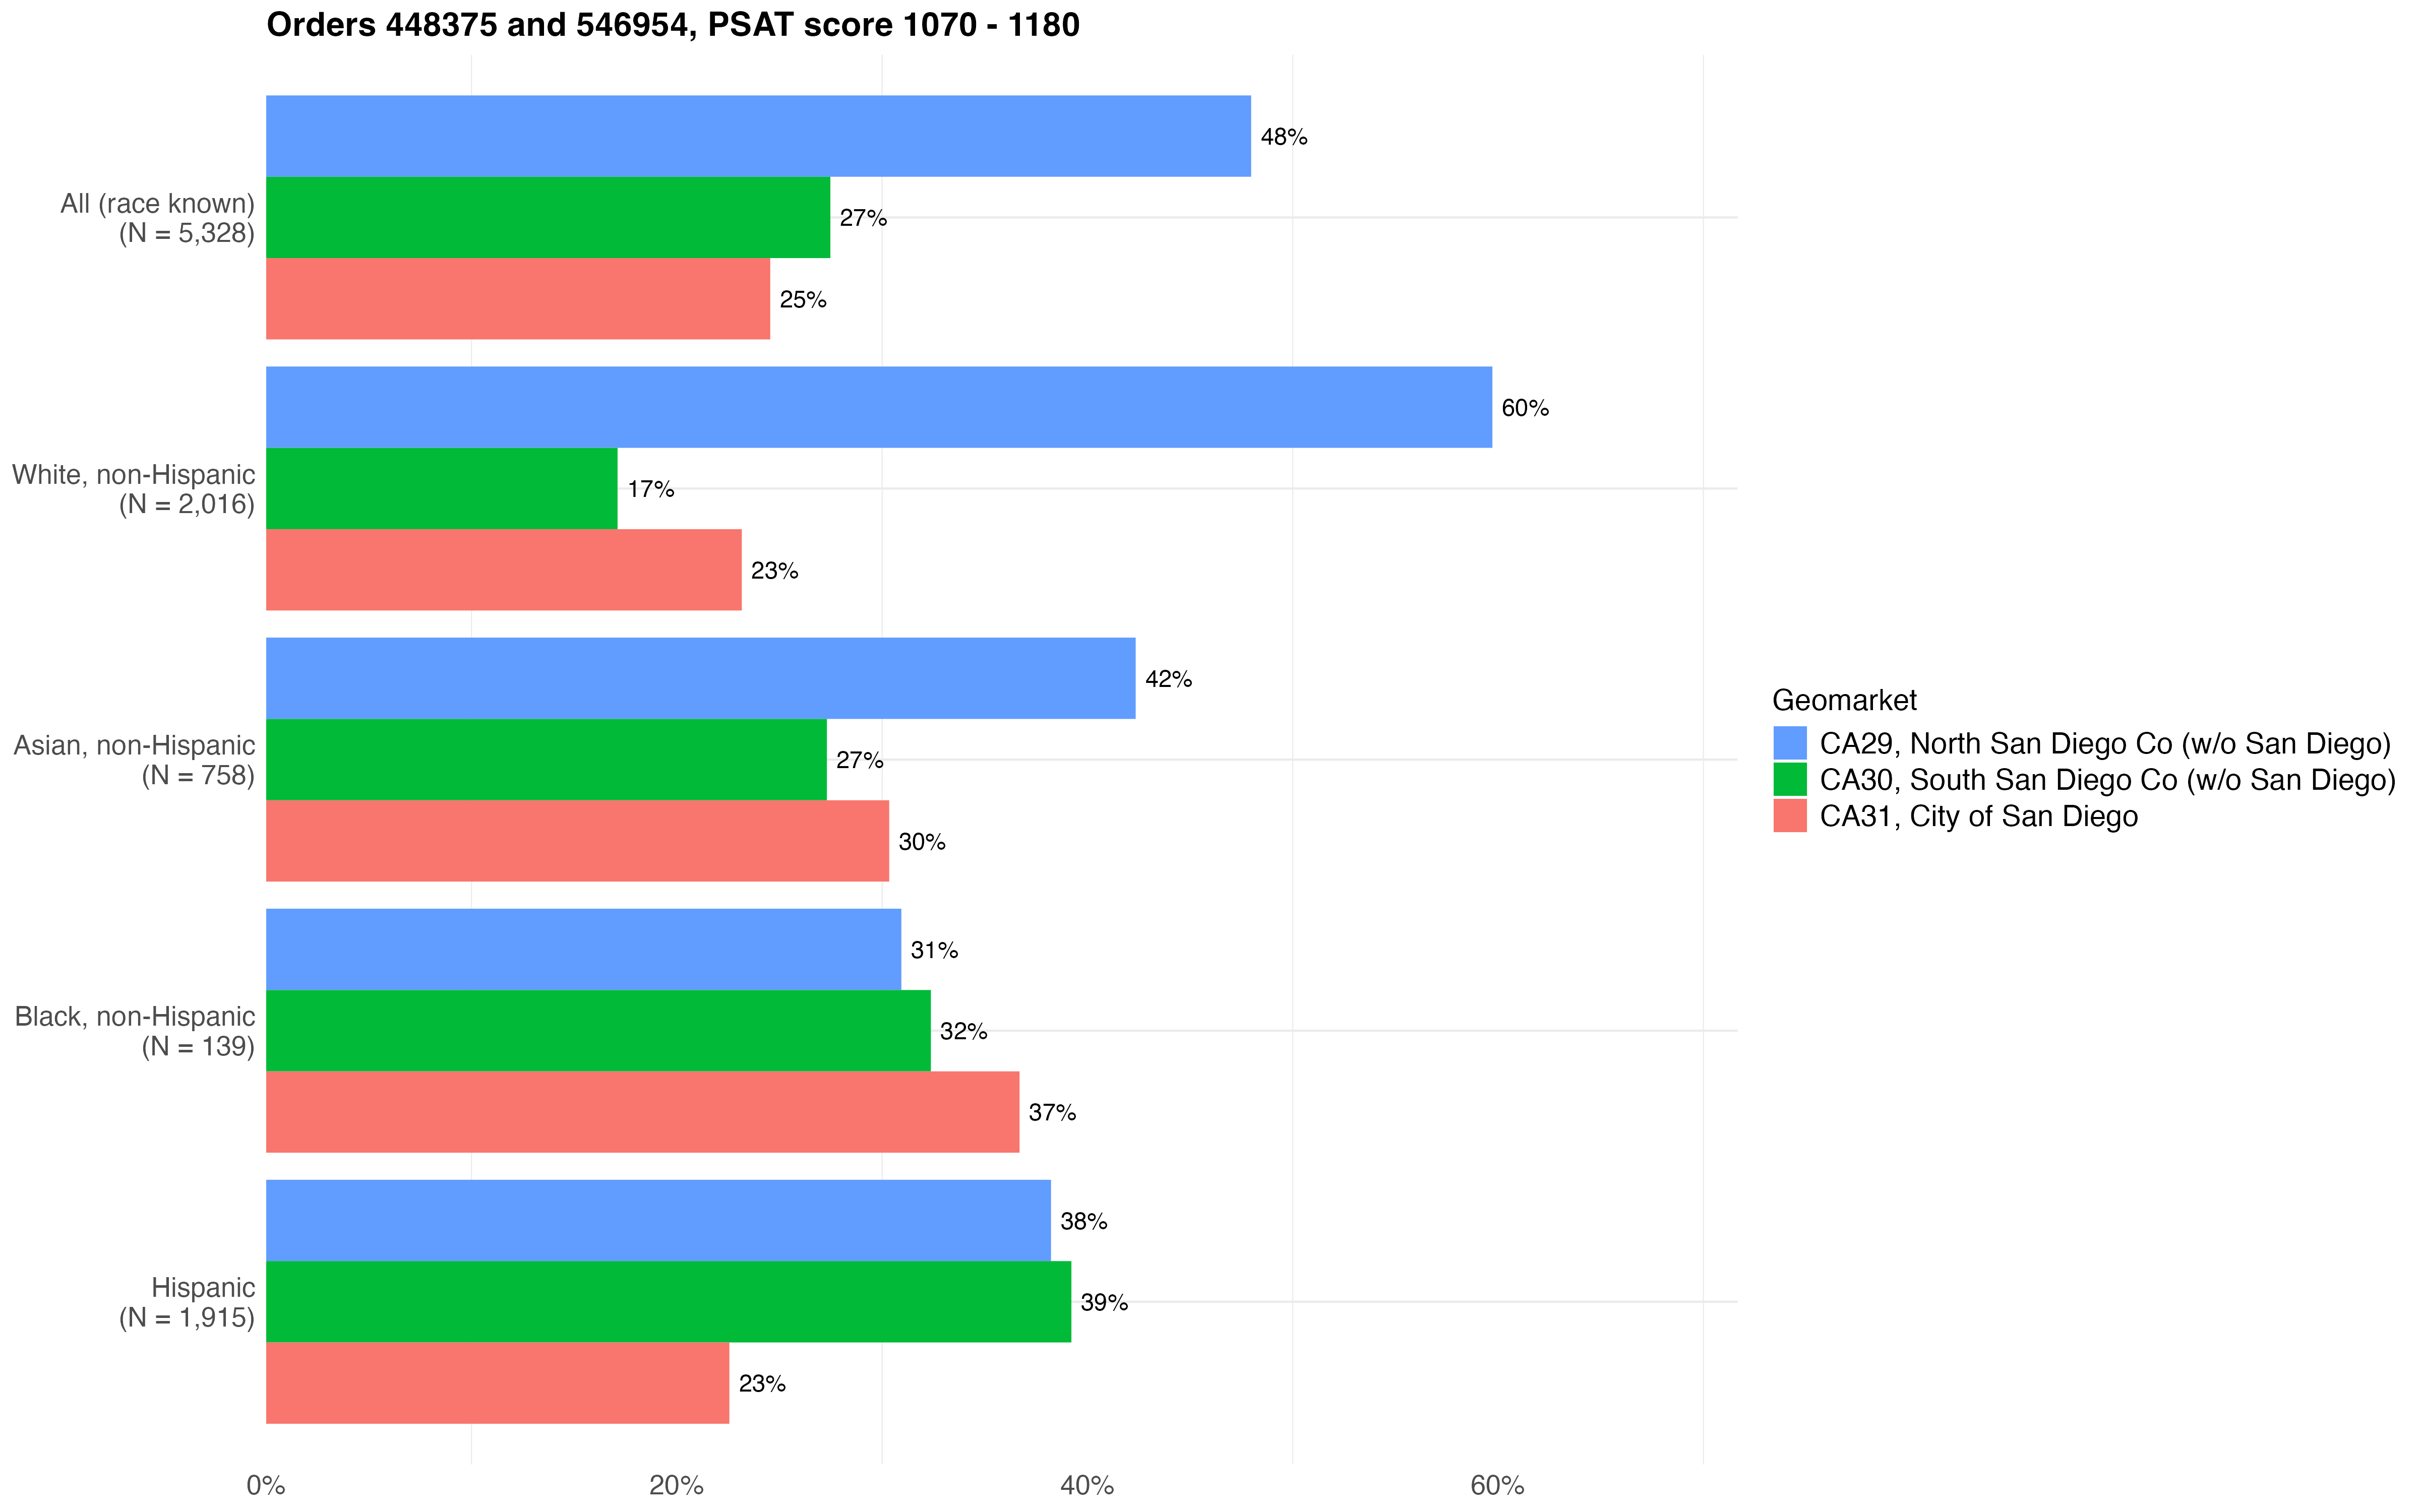 Orders 448375 and 546954, PSAT score 1070 - 1180
All (race known)
(N = 5,328)
48%
27%
25%
White, non-Hispanic
(N = 2,016)
60%
17%
23%
Asian, non-Hispanic
(N = 758)
42%
27%
30%
Black, non-Hispanic
(N = 139)
31%
32%
37%
Hispanic
(N = 1,915)
38%
39%
23%
0%
20%
40%
60%
Geomarket
CA29, North San Diego Co (w/o San Diego)
CA30, South San Diego Co (w/o San Diego)
CA31, City of San Diego